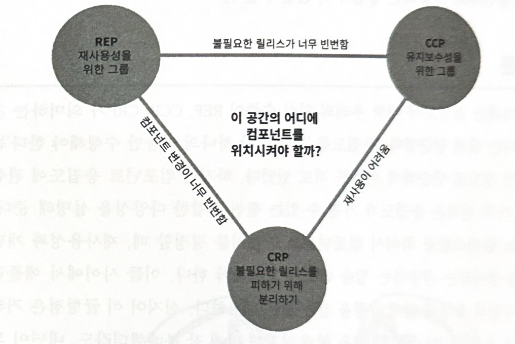 REP
재사용성을
위한 그룹
불필요한 릴리스가 너무 빈번함
CCP
유지보수성을
위한 그룹
이 공간의 어디에
컴포넌트를
위치시켜야 할까?
컴포넌트 변경이 너무 빈번함
재사용이 어려움
CRP
불필요한 릴리스를
피하기 위해
분리하기